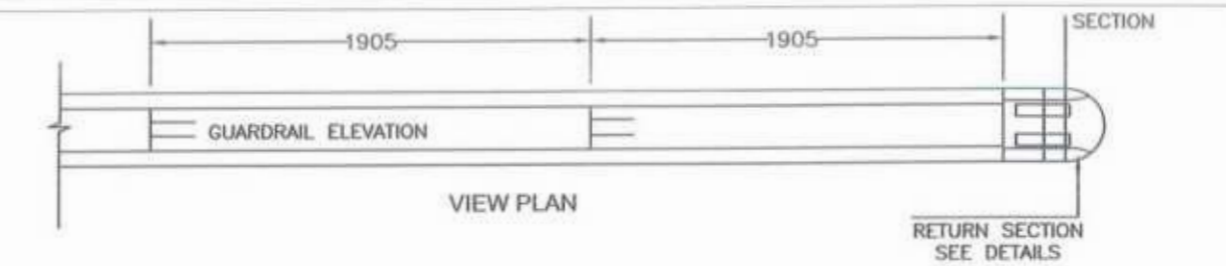 SECTION
1905 1905
GUARDRAIL ELEVATION
VIEW PLAN
RETURN SECTION
SEE DETAILS